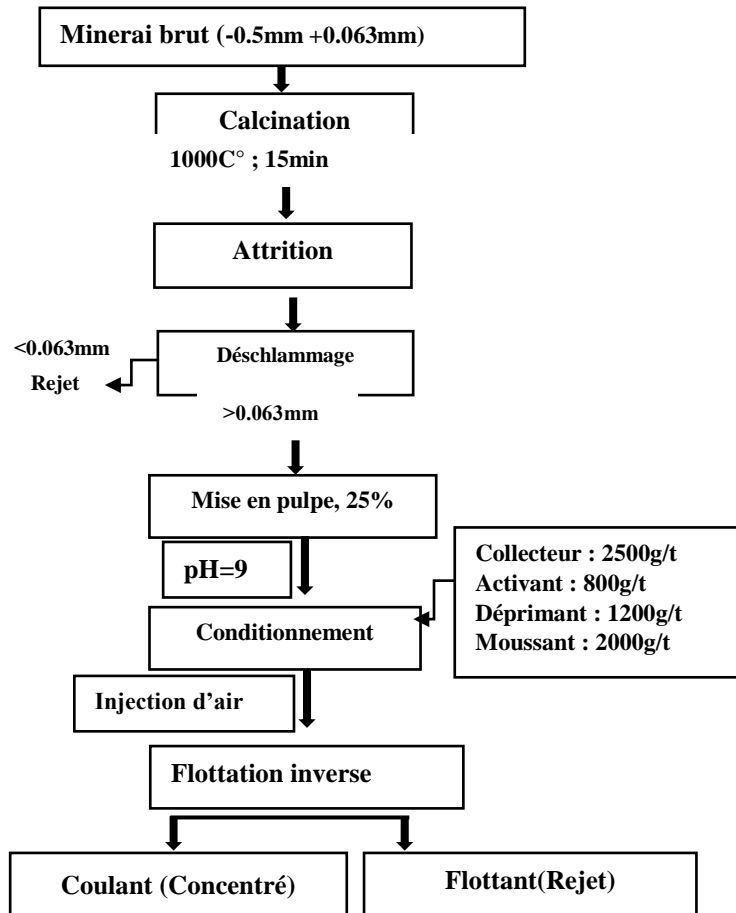 Minerai brut (-0.5mm +0.063mm)
Calcination
1000C° ; 15min
Attrition
<0.063mm
Rejet
Déschlammage
>0.063mm
Mise en pulpe, 25%
pH=9
Collecteur : 2500g/t
Activant : 800g/t
Déprimant : 1200g/t
Moussant : 2000g/t
Conditionnement
Injection d’air
Flottation inverse
Coulant (Concentré)
Flottant(Rejet)